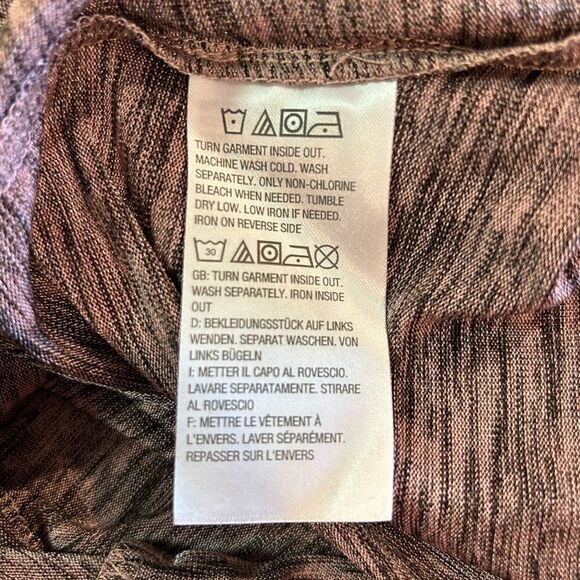 TURN GARMENT INSIDE OUT.
MACHINE WASH COLD. WASH
SEPARATELY. ONLY NON-CHLORINE
BLEACH WHEN NEEDED. TUMBLE
DRY LOW. LOW IRON IF NEEDED.
IRON ON REVERSE SIDE
30
GB: TURN GARMENT INSIDE OUT.
WASH SEPARATELY. IRON INSIDE
OUT
D: BEKLEIDUNGSSTÜCK AUF LINKS
WENDEN. SEPARAT WASCHEN. VON
LINKS BÜGELN
I: METTER IL CAPO AL ROVESCIO.
LAVARE SEPARATAMENTE. STIRARE
AL ROVESCIO
F: METTRE LE VÊTEMENT À
L'ENVERS. LAVER SÉPARÉMENT.
REPASSER SUR L'ENVERS